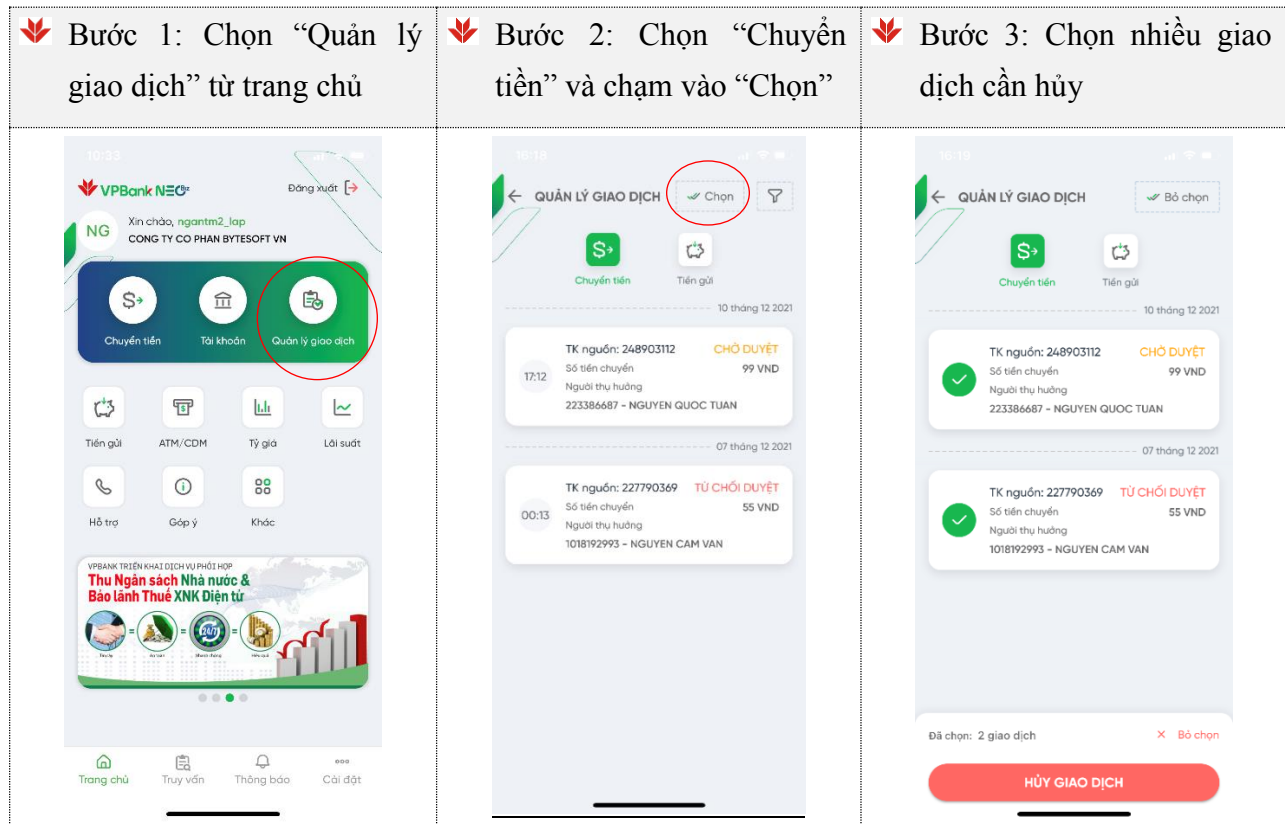 Bước 1: Chọn “Quản lý
giao dịch” từ trang chủ
Bước 2: Chọn “Chuyển
tiền” và chạm vào “Chọn”
Bước 3: Chọn nhiều giao
dịch cần hủy
10:33
VPBank NEOBiz
Đăng xuất
NG
Xin chào, ngantm2_lap
CONG TY CO PHAN BYTESOFT VN
Chuyển tiền
Tài khoản
Quản lý giao dịch
Tiền gửi
ATM/CDM
Tỷ giá
Lãi suất
Hỗ trợ
Góp ý
Khác
VPBANK TRIỂN KHAI DỊCH VỤ PHỐI HỢP
Thu Ngân sách Nhà nước &
Bảo lãnh Thuế XNK Điện tử
24/7
Trang chủ
Truy vấn
Thông báo
Cài đặt
16:18
QUẢN LÝ GIAO DỊCH
Chọn
Chuyển tiền
Tiền gửi
10 tháng 12 2021
TK nguồn: 248903112
CHỜ DUYỆT
17:12
Số tiền chuyển
99 VND
Người thụ hưởng
223386687 - NGUYEN QUOC TUAN
07 tháng 12 2021
TK nguồn: 227790369
TỪ CHỐI DUYỆT
00:13
Số tiền chuyển
55 VND
Người thụ hưởng
1018192993 - NGUYEN CAM VAN
16:19
QUẢN LÝ GIAO DỊCH
Bỏ chọn
Chuyển tiền
Tiền gửi
10 tháng 12 2021
TK nguồn: 248903112
CHỜ DUYỆT
Số tiền chuyển
99 VND
Người thụ hưởng
223386687 - NGUYEN QUOC TUAN
07 tháng 12 2021
TK nguồn: 227790369
TỪ CHỐI DUYỆT
Số tiền chuyển
55 VND
Người thụ hưởng
1018192993 - NGUYEN CAM VAN
Đã chọn: 2 giao dịch
Bỏ chọn
HỦY GIAO DỊCH